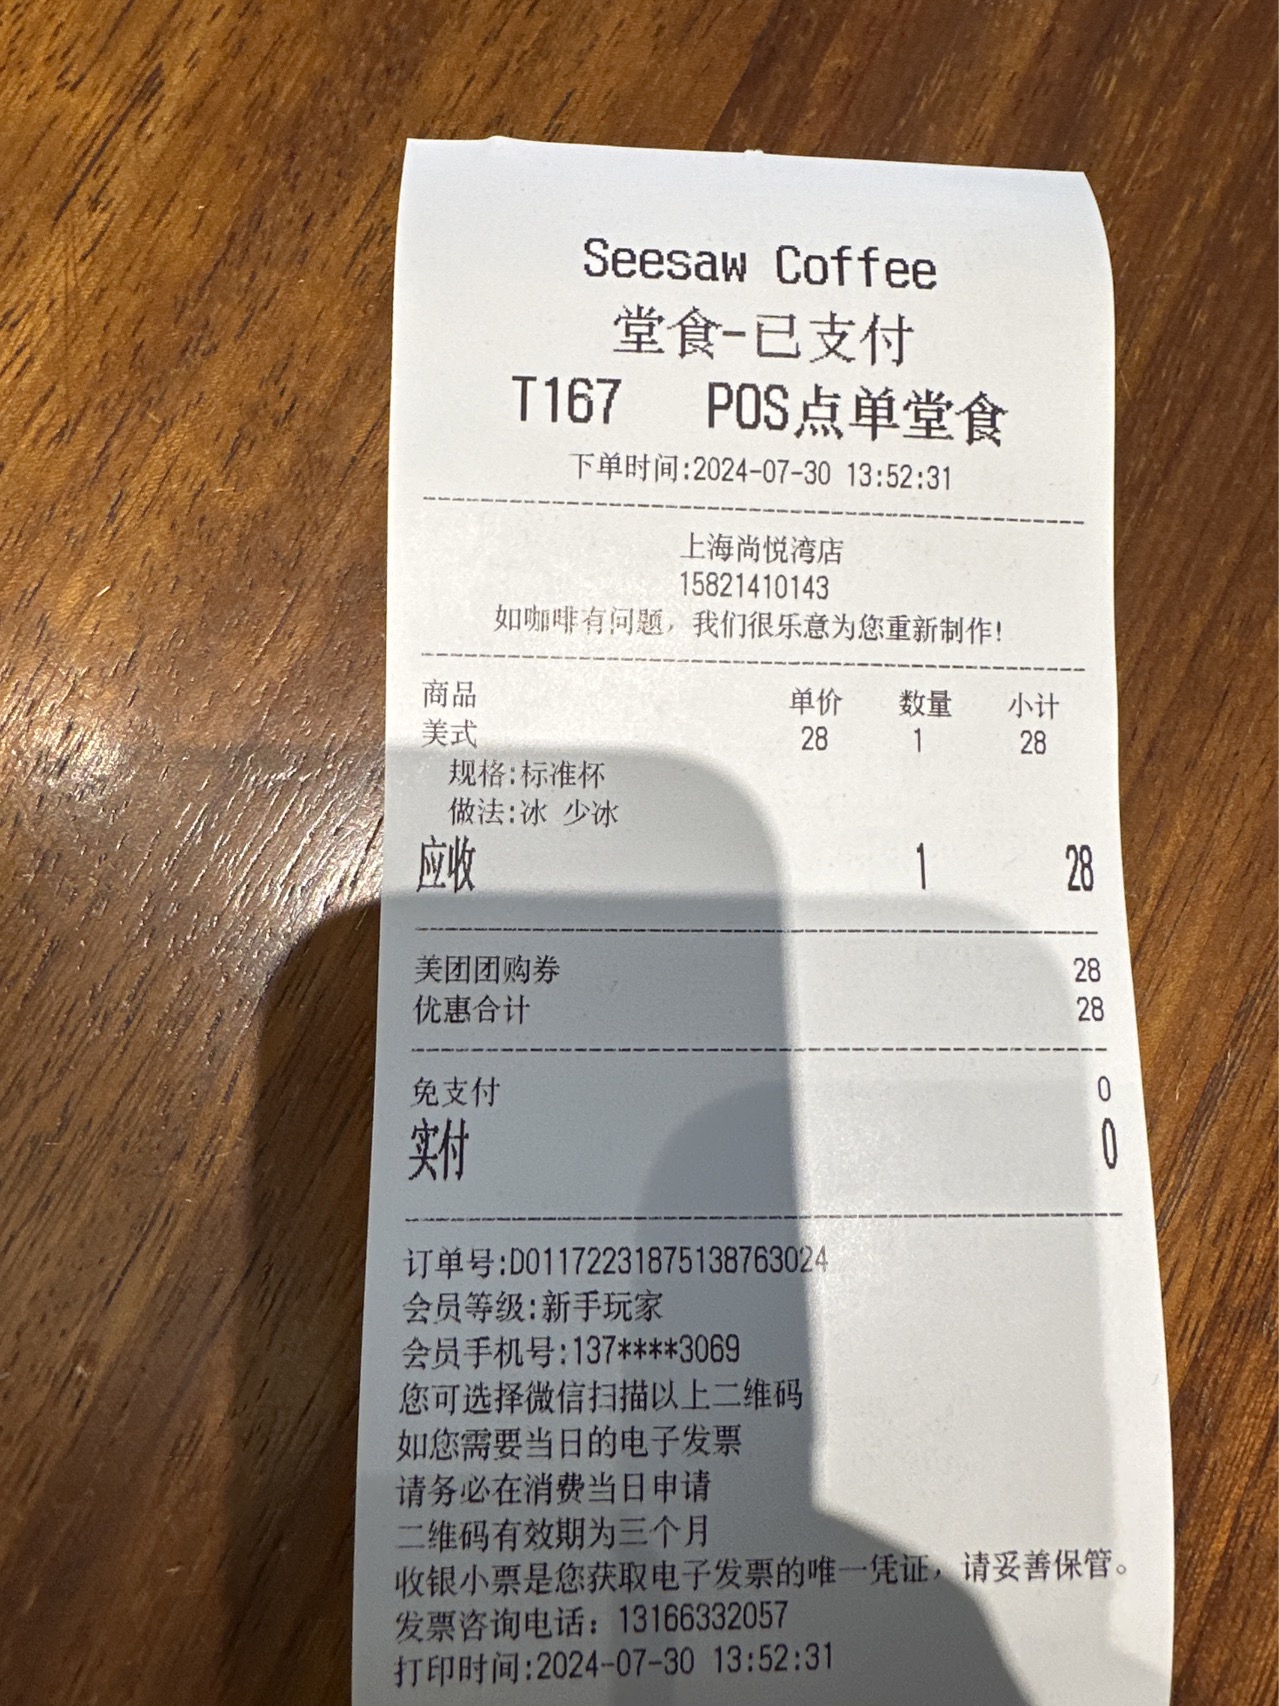 Seesaw Coffee
堂食-已支付
T167 POS点单堂食
下单时间:2024-07-30 13:52:31
上海尚悦湾店
15821410143
如咖啡有问题，我们很乐意为您重新制作!
商品 单价 数量 小计
美式 28 1 28
规格:标准杯
做法:冰 少冰
应收 1 28
美团团购券 28
优惠合计 28
免支付 0
实付 0
订单号:D01172231875138763024
会员等级:新手玩家
会员手机号:137****3069
您可选择微信扫描以上二维码
如您需要当日的电子发票
请务必在消费当日申请
二维码有效期为三个月
收银小票是您获取电子发票的唯一凭证，请妥善保管。
发票咨询电话：13166332057
打印时间:2024-07-30 13:52:31